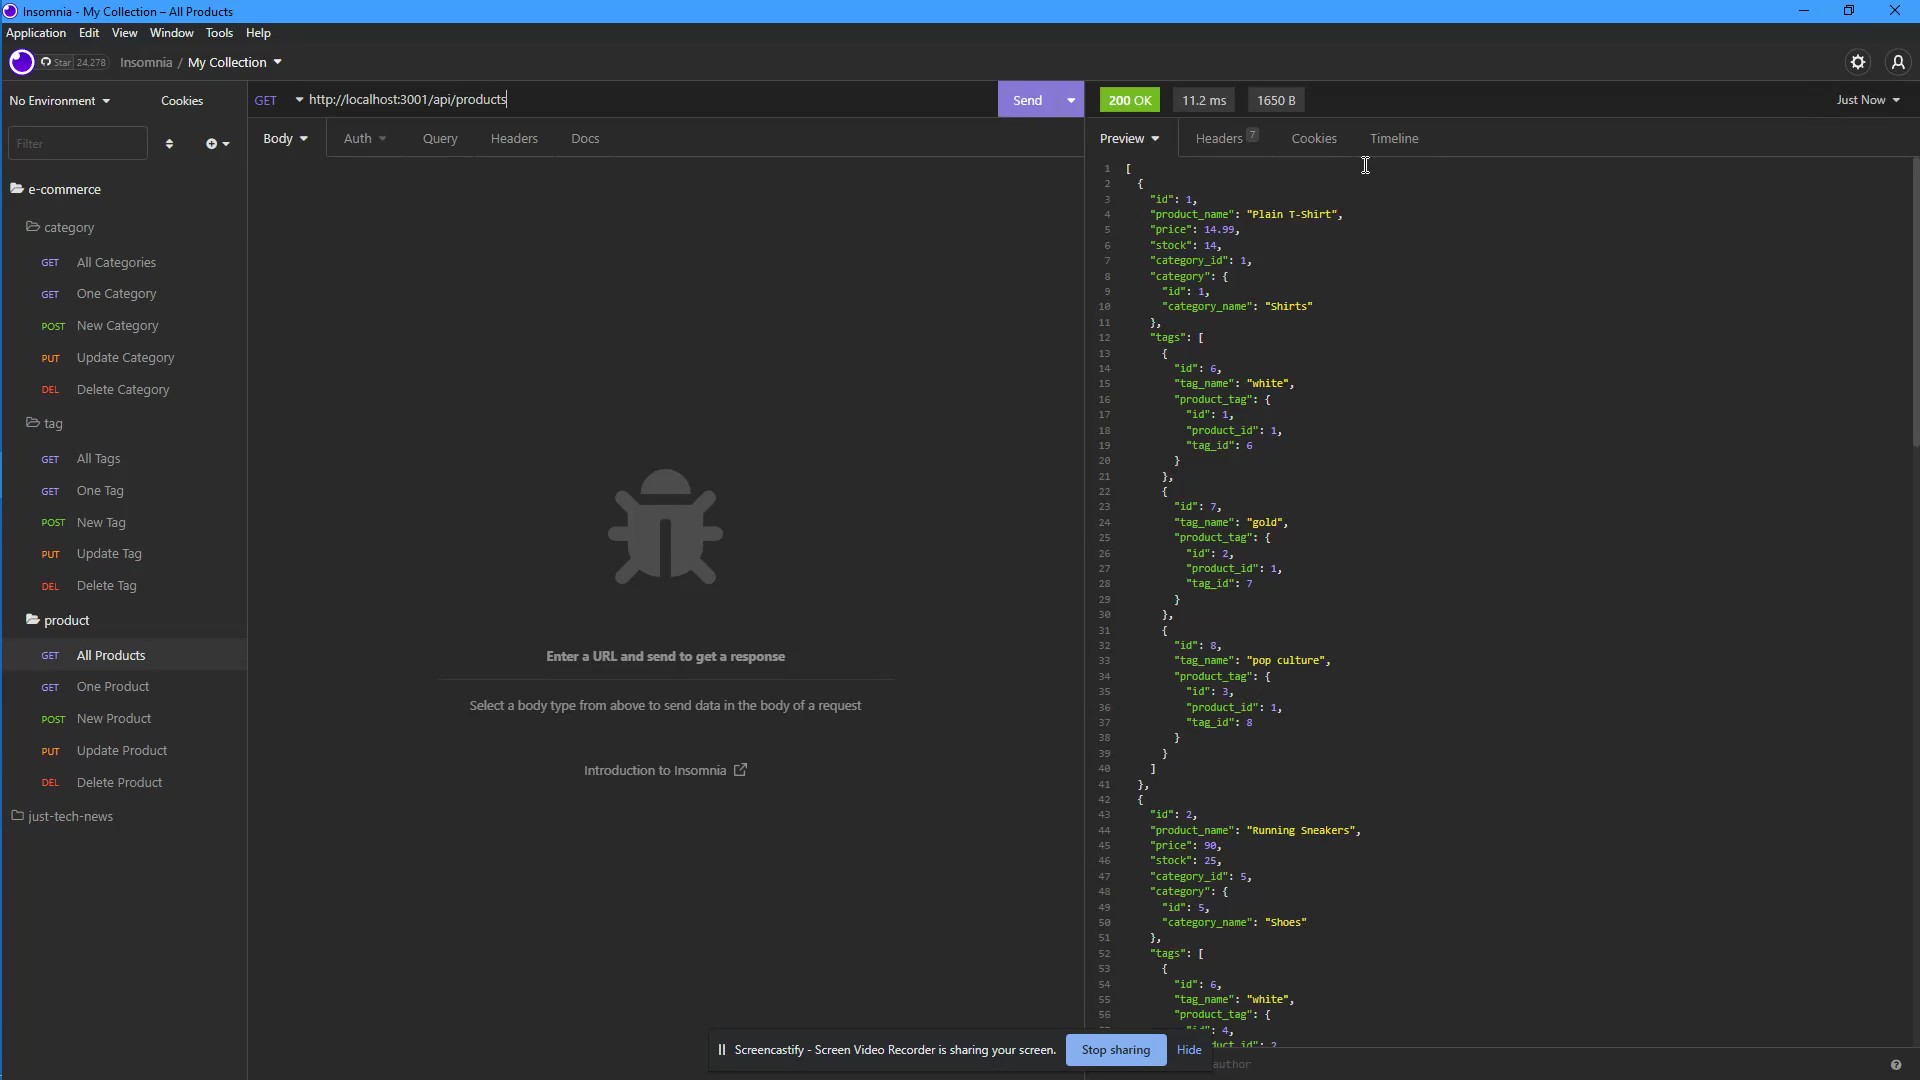 Insomnia - My Collection – All Products
Application Edit View Window Tools Help
Star 24,278 Insomnia / My Collection
No Environment Cookies
GET http://localhost:3001/api/products
Send
200 OK 11.2 ms 1650 B Just Now
Filter
Body Auth Query Headers Docs
Preview Headers 7 Cookies Timeline
e-commerce
category
GET All Categories
GET One Category
POST New Category
PUT Update Category
DEL Delete Category
tag
GET All Tags
GET One Tag
POST New Tag
PUT Update Tag
DEL Delete Tag
product
GET All Products
GET One Product
POST New Product
PUT Update Product
DEL Delete Product
just-tech-news
Enter a URL and send to get a response
Select a body type from above to send data in the body of a request
Introduction to Insomnia
1 [
2 {
3 "id": 1,
4 "product_name": "Plain T-Shirt",
5 "price": 14.99,
6 "stock": 14,
7 "category_id": 1,
8 "category": {
9 "id": 1,
10 "category_name": "Shirts"
11 },
12 "tags": [
13 {
14 "id": 6,
15 "tag_name": "white",
16 "product_tag": {
17 "id": 1,
18 "product_id": 1,
19 "tag_id": 6
20 }
21 },
22 {
23 "id": 7,
24 "tag_name": "gold",
25 "product_tag": {
26 "id": 2,
27 "product_id": 1,
28 "tag_id": 7
29 }
30 },
31 {
32 "id": 8,
33 "tag_name": "pop culture",
34 "product_tag": {
35 "id": 3,
36 "product_id": 1,
37 "tag_id": 8
38 }
39 }
40 ]
41 },
42 {
43 "id": 2,
44 "product_name": "Running Sneakers",
45 "price": 90,
46 "stock": 25,
47 "category_id": 5,
48 "category": {
49 "id": 5,
50 "category_name": "Shoes"
51 },
52 "tags": [
53 {
54 "id": 6,
55 "tag_name": "white",
56 "product_tag": {
"id": 4,
Screencastify - Screen Video Recorder is sharing your screen. Stop sharing Hide
author